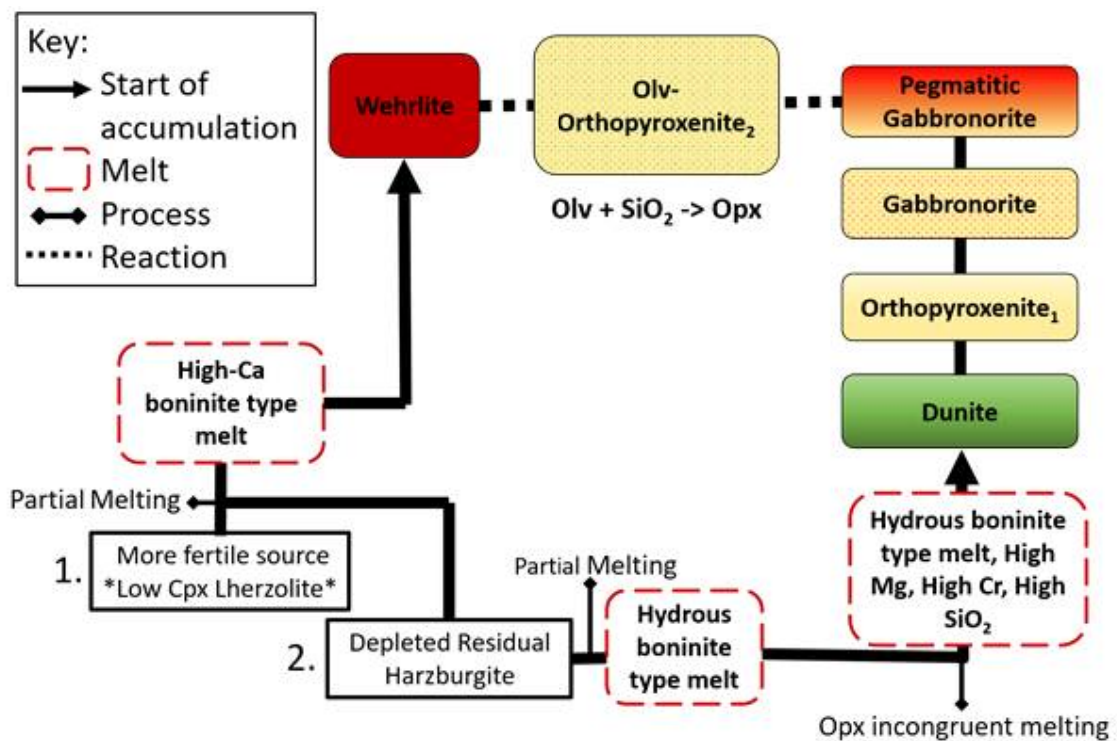 Key:
Start of
accumulation
Melt
Process
Reaction
Wehrlite
Olv-
Orthopyroxenite₂
Olv + SiO₂ -> Opx
Pegmatitic
Gabbronorite
Gabbronorite
Orthopyroxenite₁
Dunite
High-Ca
boninite type
melt
Partial Melting
1.
More fertile source
*Low Cpx Lherzolite*
2.
Depleted Residual
Harzburgite
Partial Melting
Hydrous
boninite
type melt
Hydrous boninite
type melt, High
Mg, High Cr, High
SiO₂
Opx incongruent melting